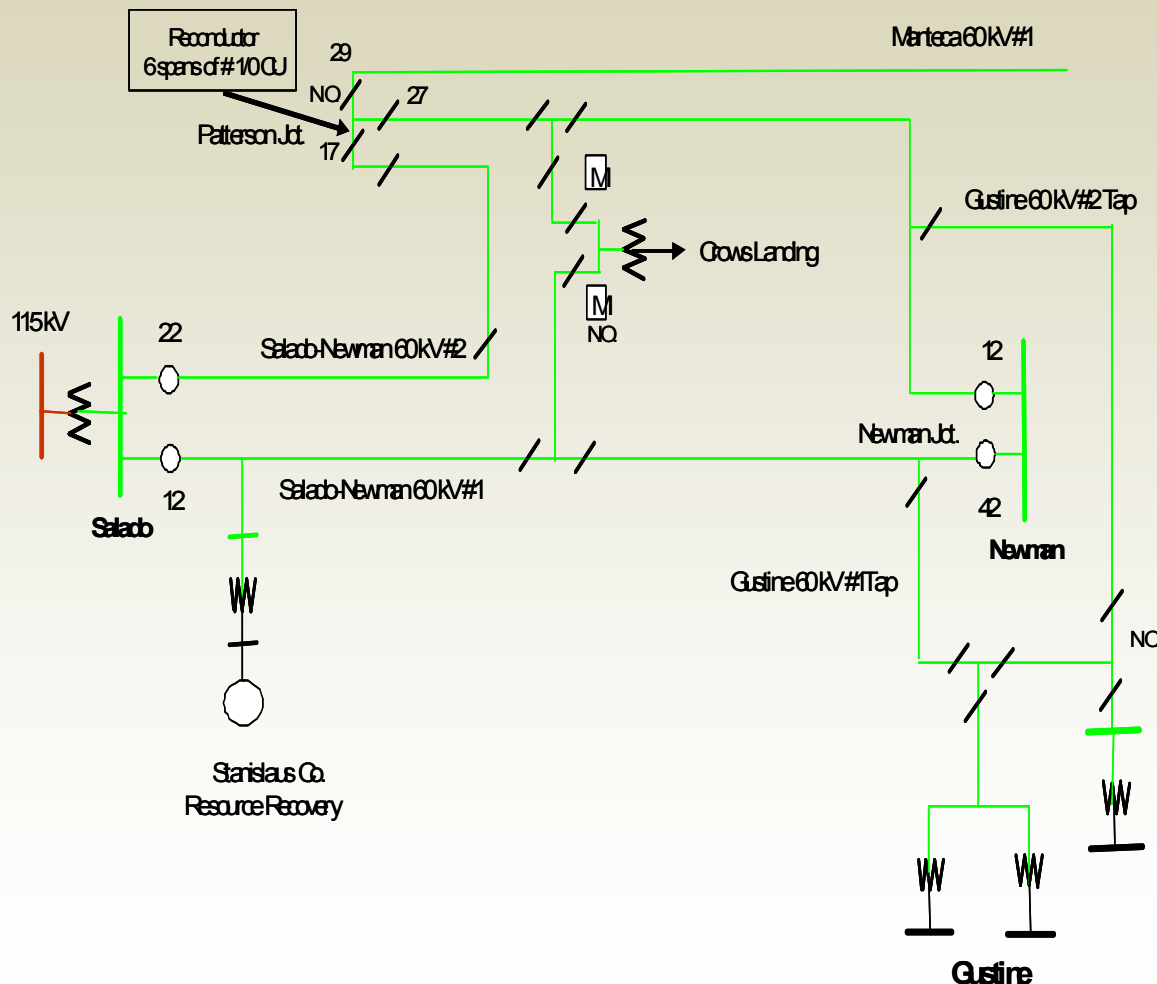 Reconductor
6 spans of # 1/0 CU
29
Manteca 60 kV #1
NO.
27
Patterson Jct.
17
M
Gustine 60 kV #2 Tap
Crows Landing
M
NO.
115 kV
22
Salado-Newman 60 kV #2
12
Newman Jct.
Salado-Newman 60 kV #1
12
42
Salado
Newman
Gustine 60 kV #1 Tap
NO.
Stanislaus Co.
Resource Recovery
Gustine